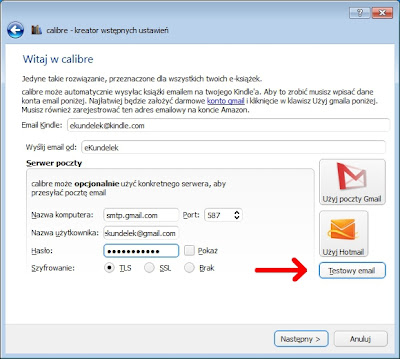 calibre - kreator wstępnych ustawień
Witaj w calibre
Jedyne takie rozwiązanie, przeznaczone dla wszystkich twoich e-książek.
calibre może automatycznie wysyłać książki emailem na twojego Kindle'a. Aby to zrobić musisz wpisać dane
konta email poniżej. Najłatwiej będzie założyć darmowe konto gmail i kliknięcie w klawisz Użyj gmaila poniżej.
Musisz również zarejestrować ten adres emailowy na koncie Amazon.
Email Kindle: ekundelek@kindle.com
Wyślij email od: eKundelek
Serwer poczty
calibre może opcjonalnie użyć konkretnego serwera, aby
przesyłać pocztę email
Nazwa komputera: smtp.gmail.com Port: 587
Nazwa użytkownika: ekundelek@gmail.com
Hasło: ●●●●●●●●●●● Pokaż
Szyfrowanie: TLS SSL Brak
Użyj poczty Gmail
Użyj Hotmail
Testowy email
Następny >
Anuluj